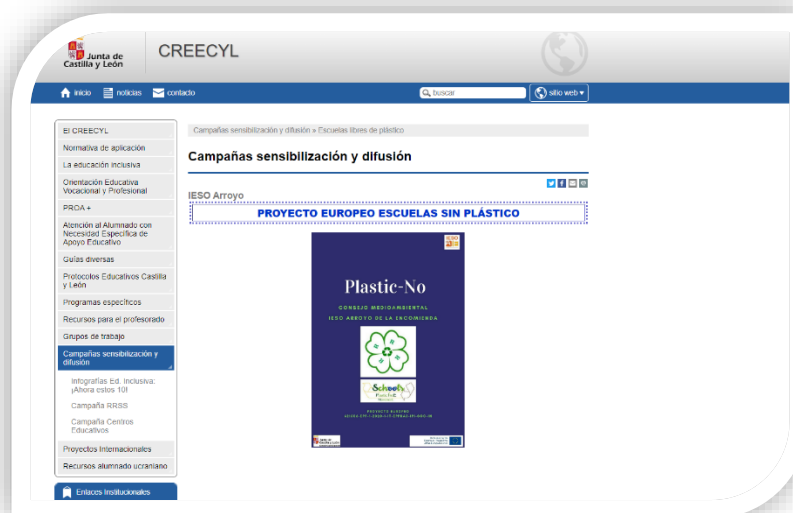 Junta de
Castilla y León
CREECYL
inicio
noticias
contacto
buscar
sitio web ▾
El CREECYL
Normativa de aplicación
La educación inclusiva
Orientación Educativa
Vocacional y Profesional
PROA +
Atención al Alumnado con
Necesidad Específica de
Apoyo Educativo
Guías diversas
Protocolos Educativos Castilla
y León
Programas específicos
Recursos para el profesorado
Grupos de trabajo
Campañas sensibilización y
difusión
Infografías Ed. Inclusiva:
¡Ahora estos 10!
Campaña RRSS
Campaña Centros
Educativos
Proyectos Internacionales
Recursos alumnado ucraniano
Enlaces Institucionales
Campañas sensibilización y difusión » Escuelas libres de plástico
Campañas sensibilización y difusión
IESO Arroyo
PROYECTO EUROPEO ESCUELAS SIN PLÁSTICO
Plastic-No
CONSEJO MEDIOAMBIENTAL
IESO ARROYO DE LA ENCOMIENDA
Schools